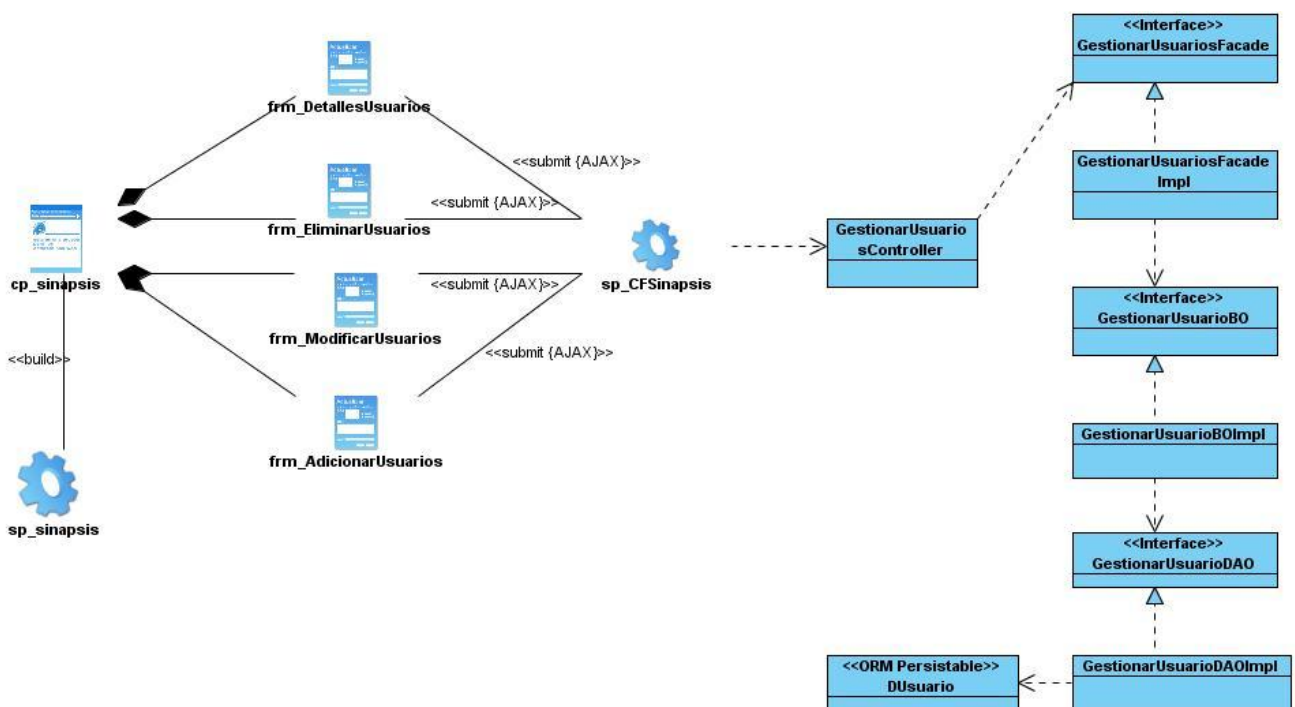 <<Interface>>
GestionarUsuariosFacade
frm_DetallesUsuarios
<<submit {AJAX}>>
GestionarUsuariosFacade
Impl
<<submit {AJAX}>>
frm_EliminarUsuarios
GestionarUsuario
sController
cp_sinapsis
<<submit {AJAX}>>
sp_CFSinapsis
<<Interface>>
GestionarUsuarioBO
frm_ModificarUsuarios
<<build>>
<<submit {AJAX}>>
GestionarUsuarioBOImpl
frm_AdicionarUsuarios
sp_sinapsis
<<Interface>>
GestionarUsuarioDAO
<<ORM Persistable>>
DUsuario
GestionarUsuarioDAOImpl